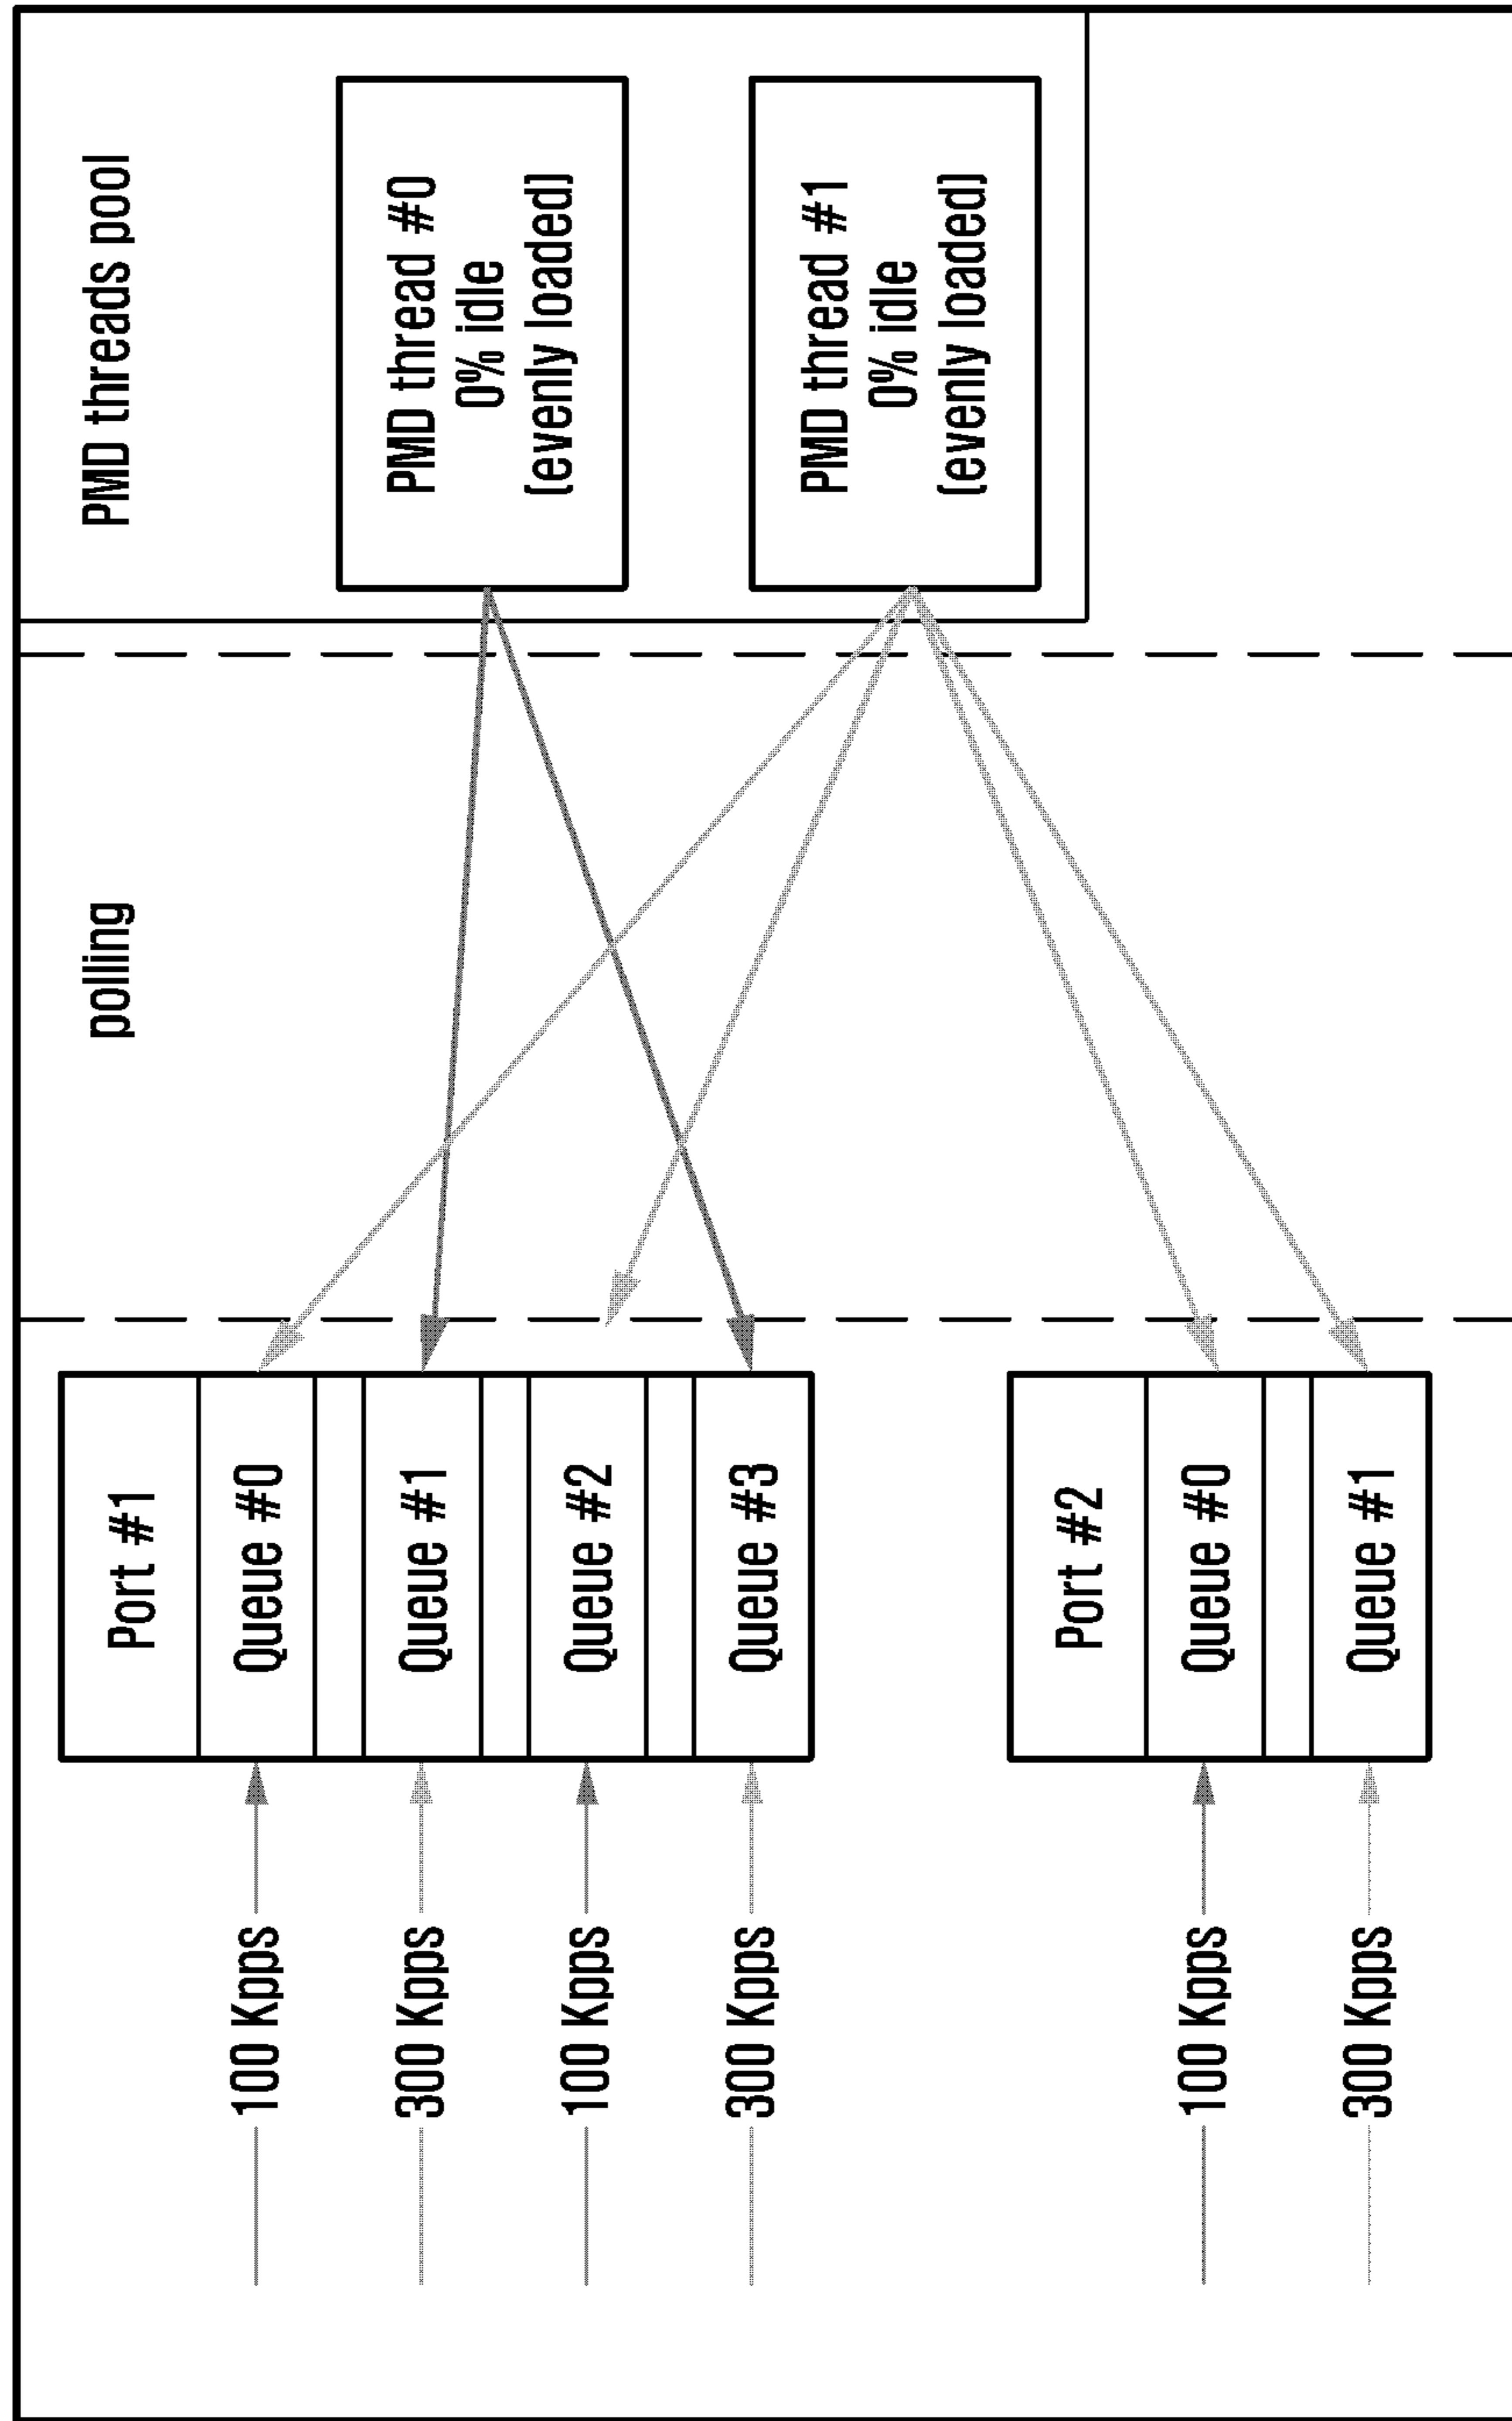 100 Kpps
300 Kpps
100 Kpps
300 Kpps
100 Kpps
300 Kpps
Port #1
Queue #0
Queue #1
Queue #2
Queue #3
Port #2
Queue #0
Queue #1
polling
PMD threads pool
PMD thread #0
0% idle
(evenly loaded)
PMD thread #1
0% idle
(evenly loaded)